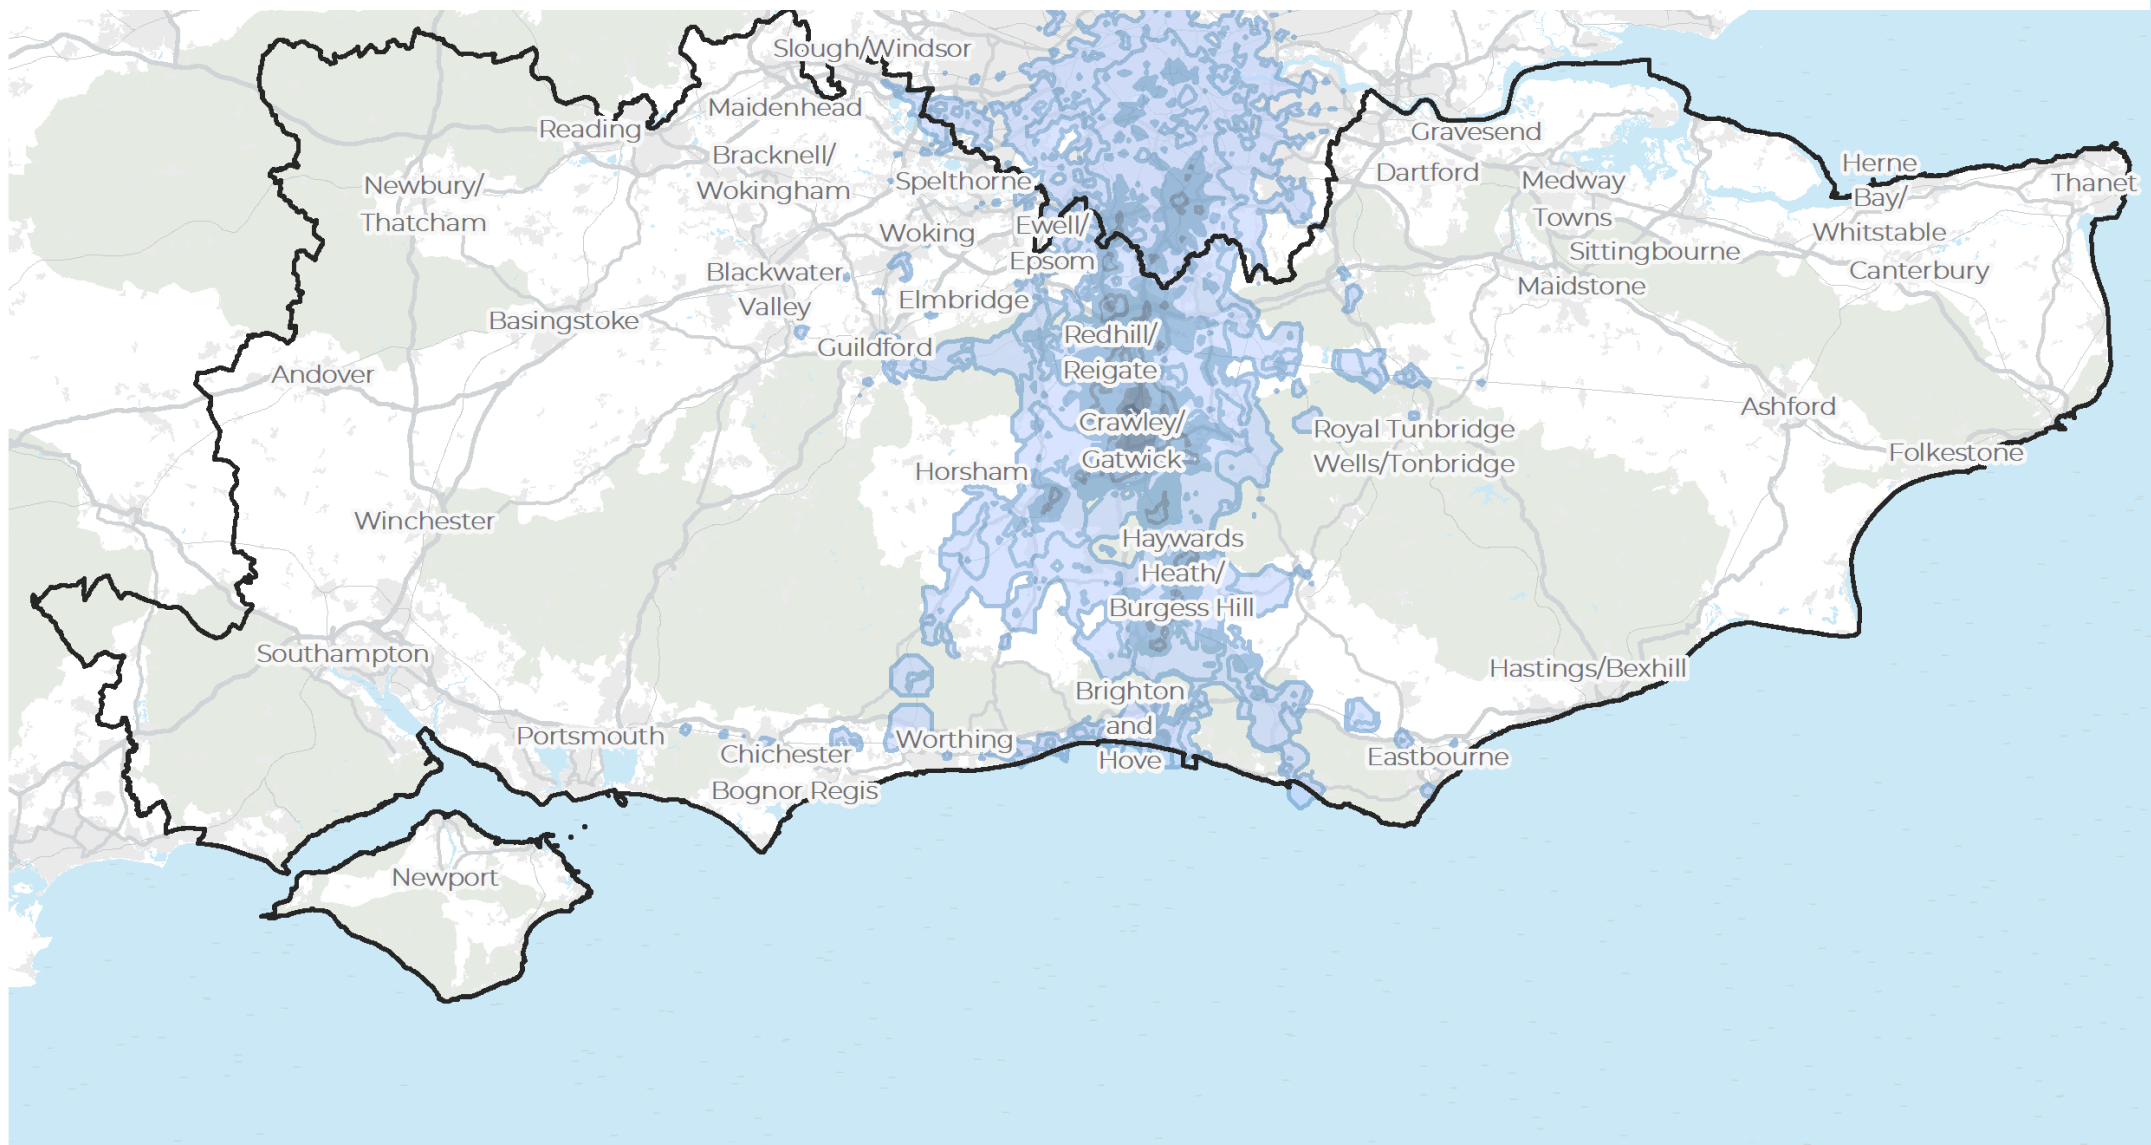 Slough/Windsor
Maidenhead
Reading
Gravesend
Bracknell/
Wokingham
Herne
Bay/
Whitstable
Dartford
Medway
Towns
Thanet
Spelthorne
Newbury/
Thatcham
Woking
Ewell/
Epsom
Sittingbourne
Blackwater
Valley
Canterbury
Maidstone
Elmbridge
Basingstoke
Redhill/
Reigate
Guildford
Andover
Ashford
Crawley/
Gatwick
Royal Tunbridge
Wells/Tonbridge
Folkestone
Horsham
Winchester
Haywards
Heath/
Burgess Hill
Southampton
Hastings/Bexhill
Brighton
and
Hove
Portsmouth
Worthing
Chichester
Eastbourne
Bognor Regis
Newport